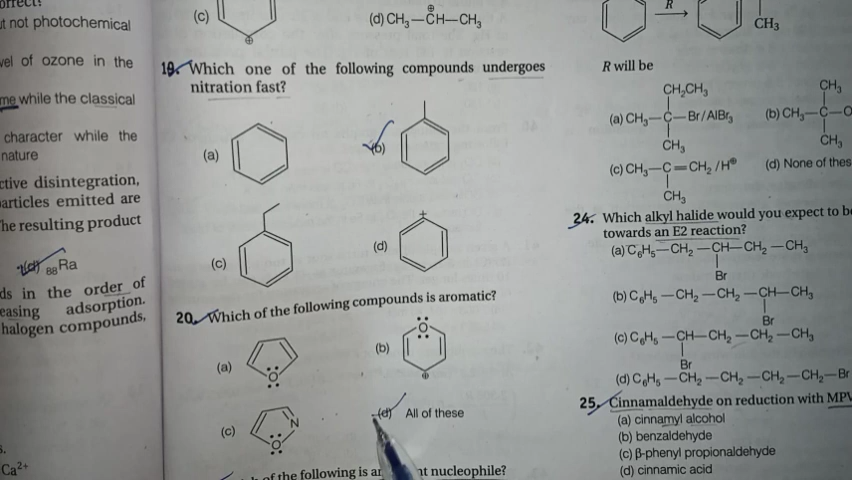 ut not photochemical
vel of ozone in the
me while the classical
character while the
nature
ctive disintegration,
articles emitted are
he resulting product
(d) 88Ra
ds in the order of
easing adsorption.
halogen compounds,
s.
Ca2+
(c)
⊕
(d) CH3—C⊕H—CH3
19. Which one of the following compounds undergoes
nitration fast?
(a)
(b)
(c)
(d)
20. Which of the following compounds is aromatic?
(a) O
(b) O
⊕
(c) N
O
(d) All of these
of the following is nucleophile?
R
CH3
R will be
CH2CH3
(a) CH3—C—Br/AlBr3
CH3
CH3
(b) CH3—C—
CH3
(c) CH3—C=CH2/H⊕
CH3
(d) None of thes
24. Which alkyl halide would you expect to b
towards an E2 reaction?
(a) C6H5—CH2—CH—CH2—CH3
Br
(b) C6H5—CH2—CH2—CH—CH3
Br
(c) C6H5—CH—CH2—CH2—CH3
Br
(d) C6H5—CH2—CH2—CH2—CH2—Br
25. Cinnamaldehyde on reduction with MPV
(a) cinnamyl alcohol
(b) benzaldehyde
(c) β-phenyl propionaldehyde
(d) cinnamic acid